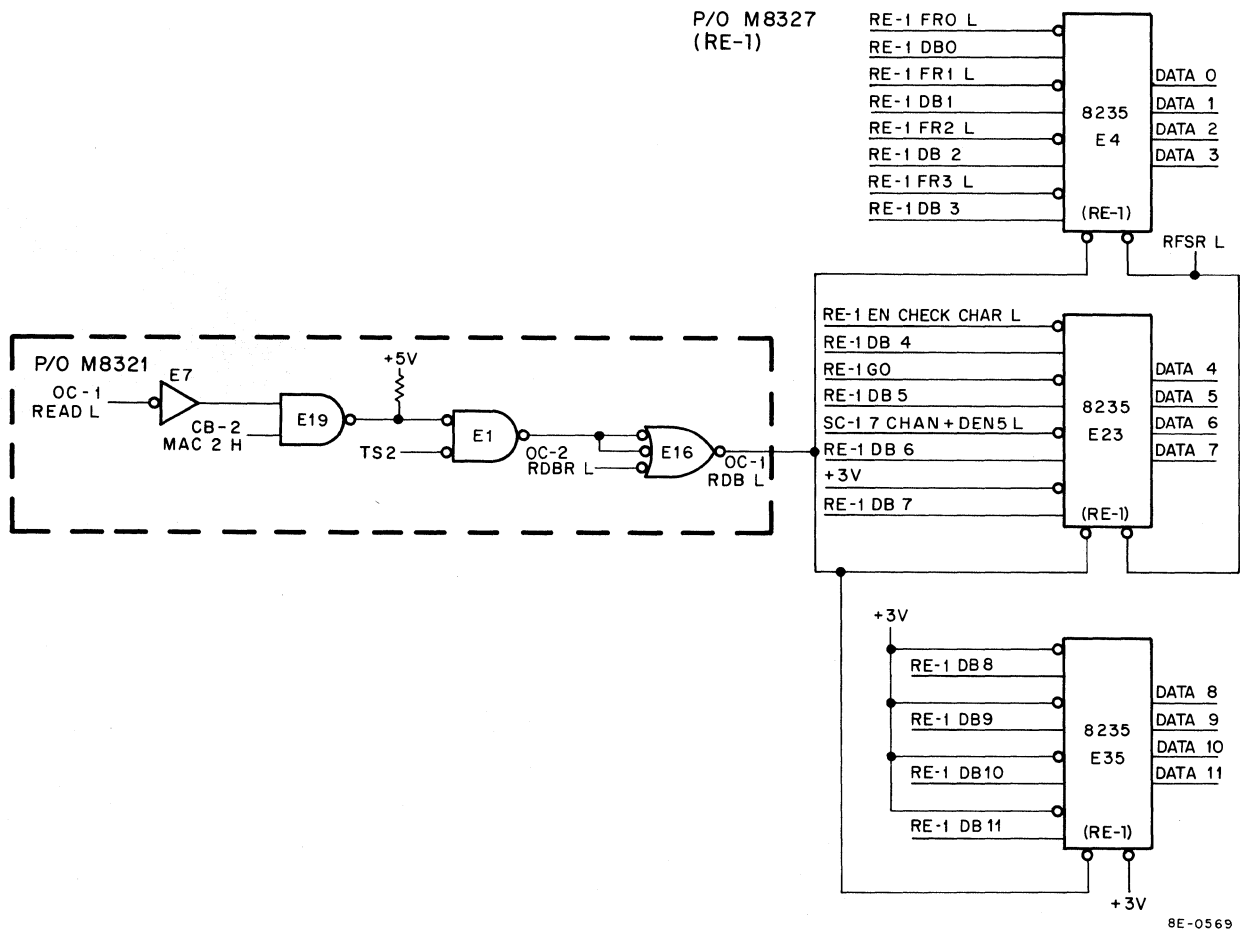 P/O M8327
(RE-1)
RE-1 FR0 L
RE-1 DB0
RE-1 FR1 L
RE-1 DB1
RE-1 FR2 L
RE-1 DB 2
RE-1 FR3 L
RE-1 DB 3
8235
E4
(RE-1)
DATA 0
DATA 1
DATA 2
DATA 3
RFSR L
P/O M8321
E7
OC-1
READ L
CB-2
MAC 2 H
E19
+5V
TS2
E1
OC-2
RDBR L
E16
OC-1
RDB L
RE-1 EN CHECK CHAR L
RE-1 DB 4
RE-1 GO
RE-1 DB 5
SC-1 7 CHAN + DEN5 L
RE-1 DB 6
+3V
RE-1 DB 7
8235
E23
(RE-1)
DATA 4
DATA 5
DATA 6
DATA 7
+3V
RE-1 DB8
RE-1 DB9
RE-1 DB10
RE-1 DB11
8235
E35
(RE-1)
DATA 8
DATA 9
DATA 10
DATA 11
+3V
8E-0569